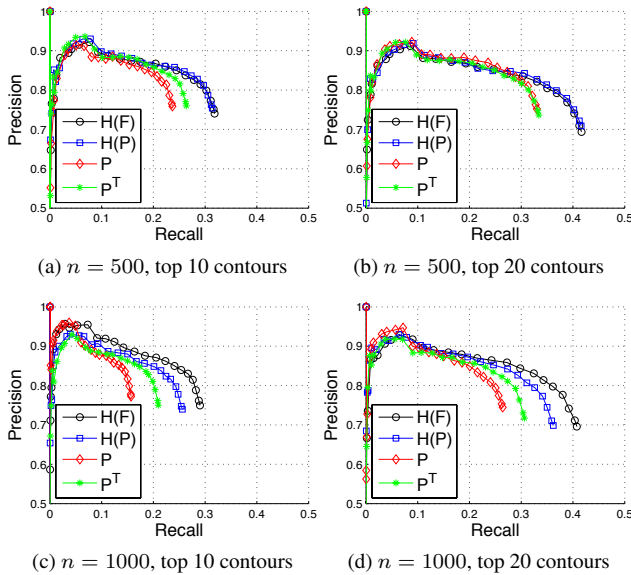 1
0.9
0.8
0.7
0.6
0.5
Precision
H(F)
H(P)
P
P^T
0 0.1 0.2 0.3 0.4 0.5
Recall
(a) n = 500, top 10 contours
1
0.9
0.8
0.7
0.6
0.5
Precision
H(F)
H(P)
P
P^T
0 0.1 0.2 0.3 0.4 0.5
Recall
(b) n = 500, top 20 contours
1
0.9
0.8
0.7
0.6
0.5
Precision
H(F)
H(P)
P
P^T
0 0.1 0.2 0.3 0.4 0.5
Recall
(c) n = 1000, top 10 contours
1
0.9
0.8
0.7
0.6
0.5
Precision
H(F)
H(P)
P
P^T
0 0.1 0.2 0.3 0.4 0.5
Recall
(d) n = 1000, top 20 contours